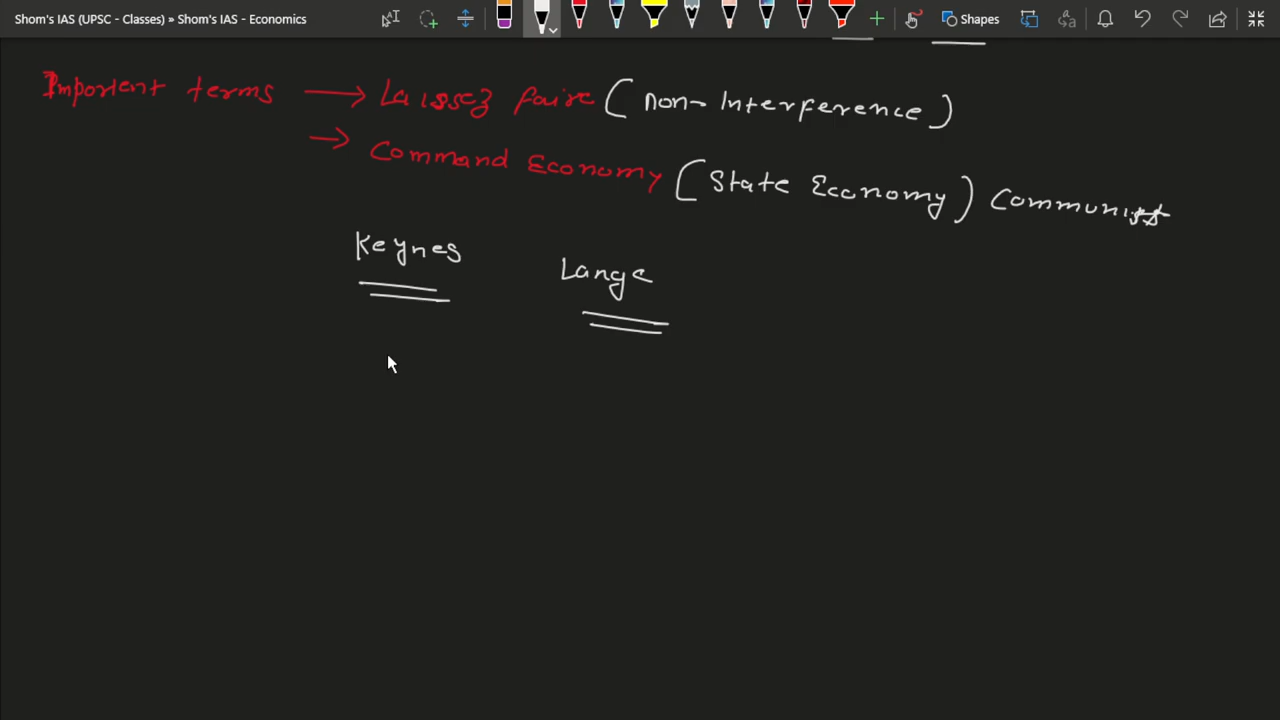 Shom's IAS (UPSC - Classes) » Shom's IAS - Economics
Shapes
Important terms → Laissez faire (Non-Interference)
→ Command Economy (State Economy) Communist
Keynes Lange